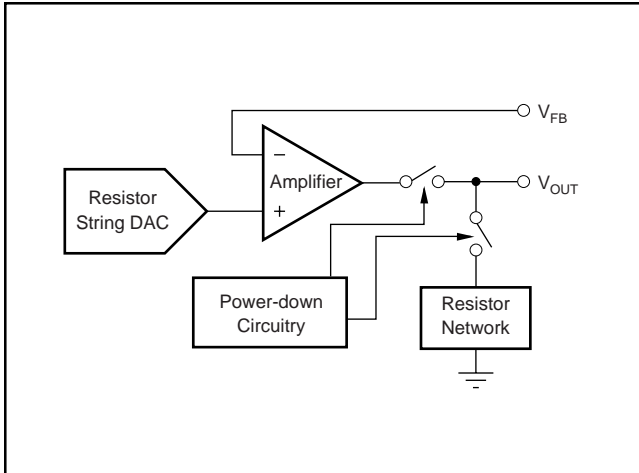 V_FB
−
Amplifier
Resistor
String DAC
+
V_OUT
Power-down
Circuitry
Resistor
Network